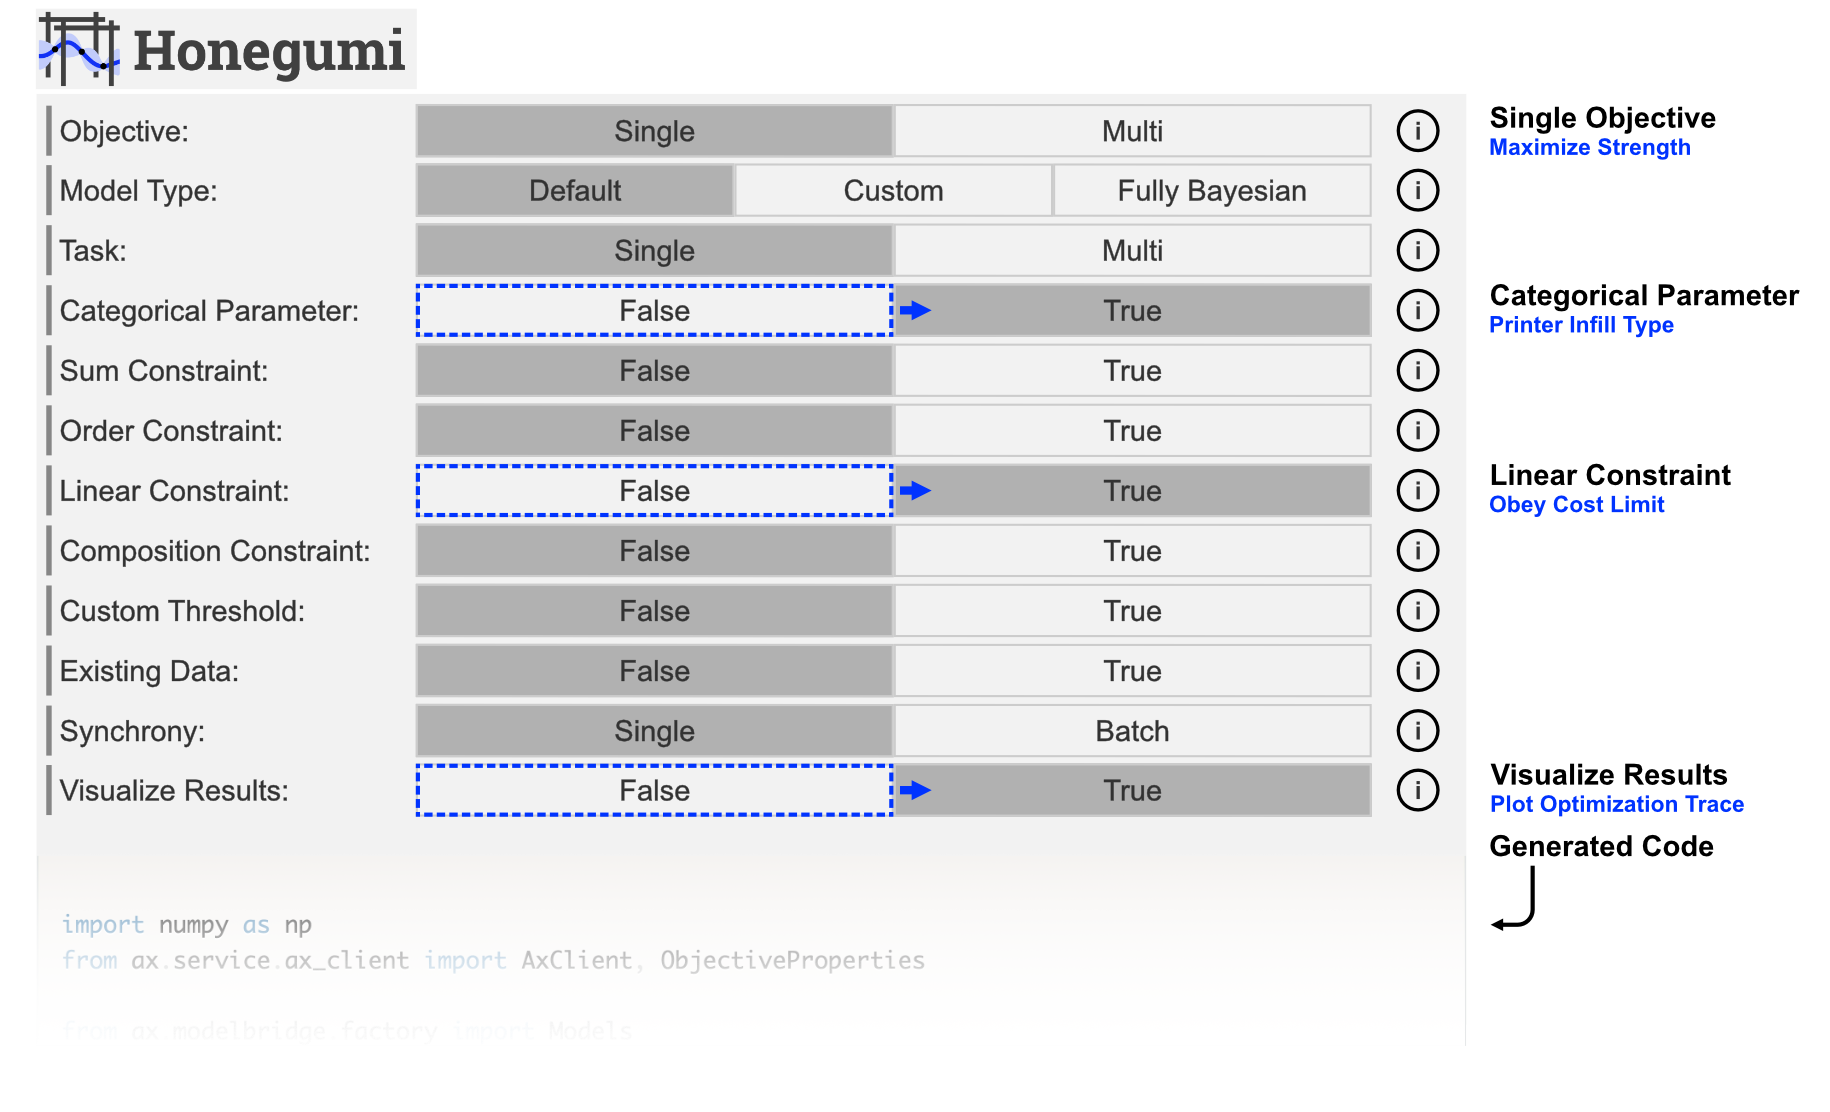 Honegumi
Objective: Single Multi i
Single Objective
Maximize Strength
Model Type: Default Custom Fully Bayesian i
Task: Single Multi i
Categorical Parameter: False True i
Categorical Parameter
Printer Infill Type
Sum Constraint: False True i
Order Constraint: False True i
Linear Constraint: False True i
Linear Constraint
Obey Cost Limit
Composition Constraint: False True i
Custom Threshold: False True i
Existing Data: False True i
Synchrony: Single Batch i
Visualize Results: False True i
Visualize Results
Plot Optimization Trace
Generated Code
import numpy as np
from ax.service.ax_client import AxClient, ObjectiveProperties
from ax modelbridge factory import Models